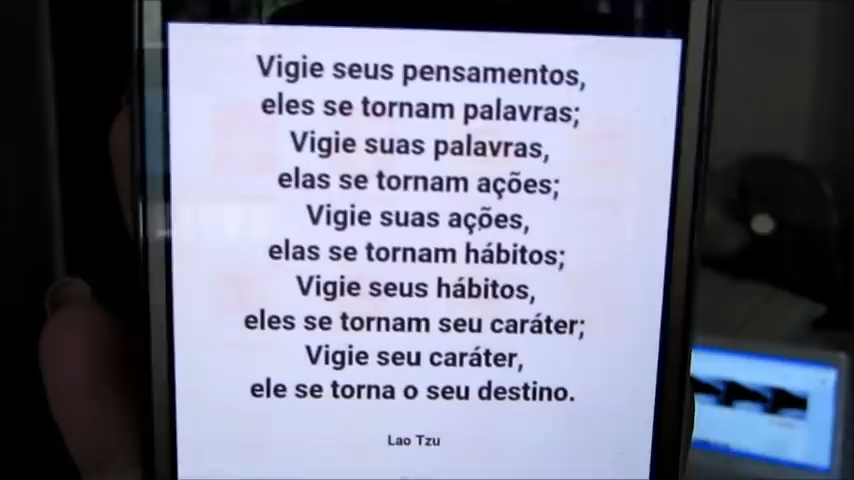 Vigie seus pensamentos,
eles se tornam palavras;
Vigie suas palavras,
elas se tornam ações;
Vigie suas ações,
elas se tornam hábitos;
Vigie seus hábitos,
eles se tornam seu caráter;
Vigie seu caráter,
ele se torna o seu destino.
Lao Tzu